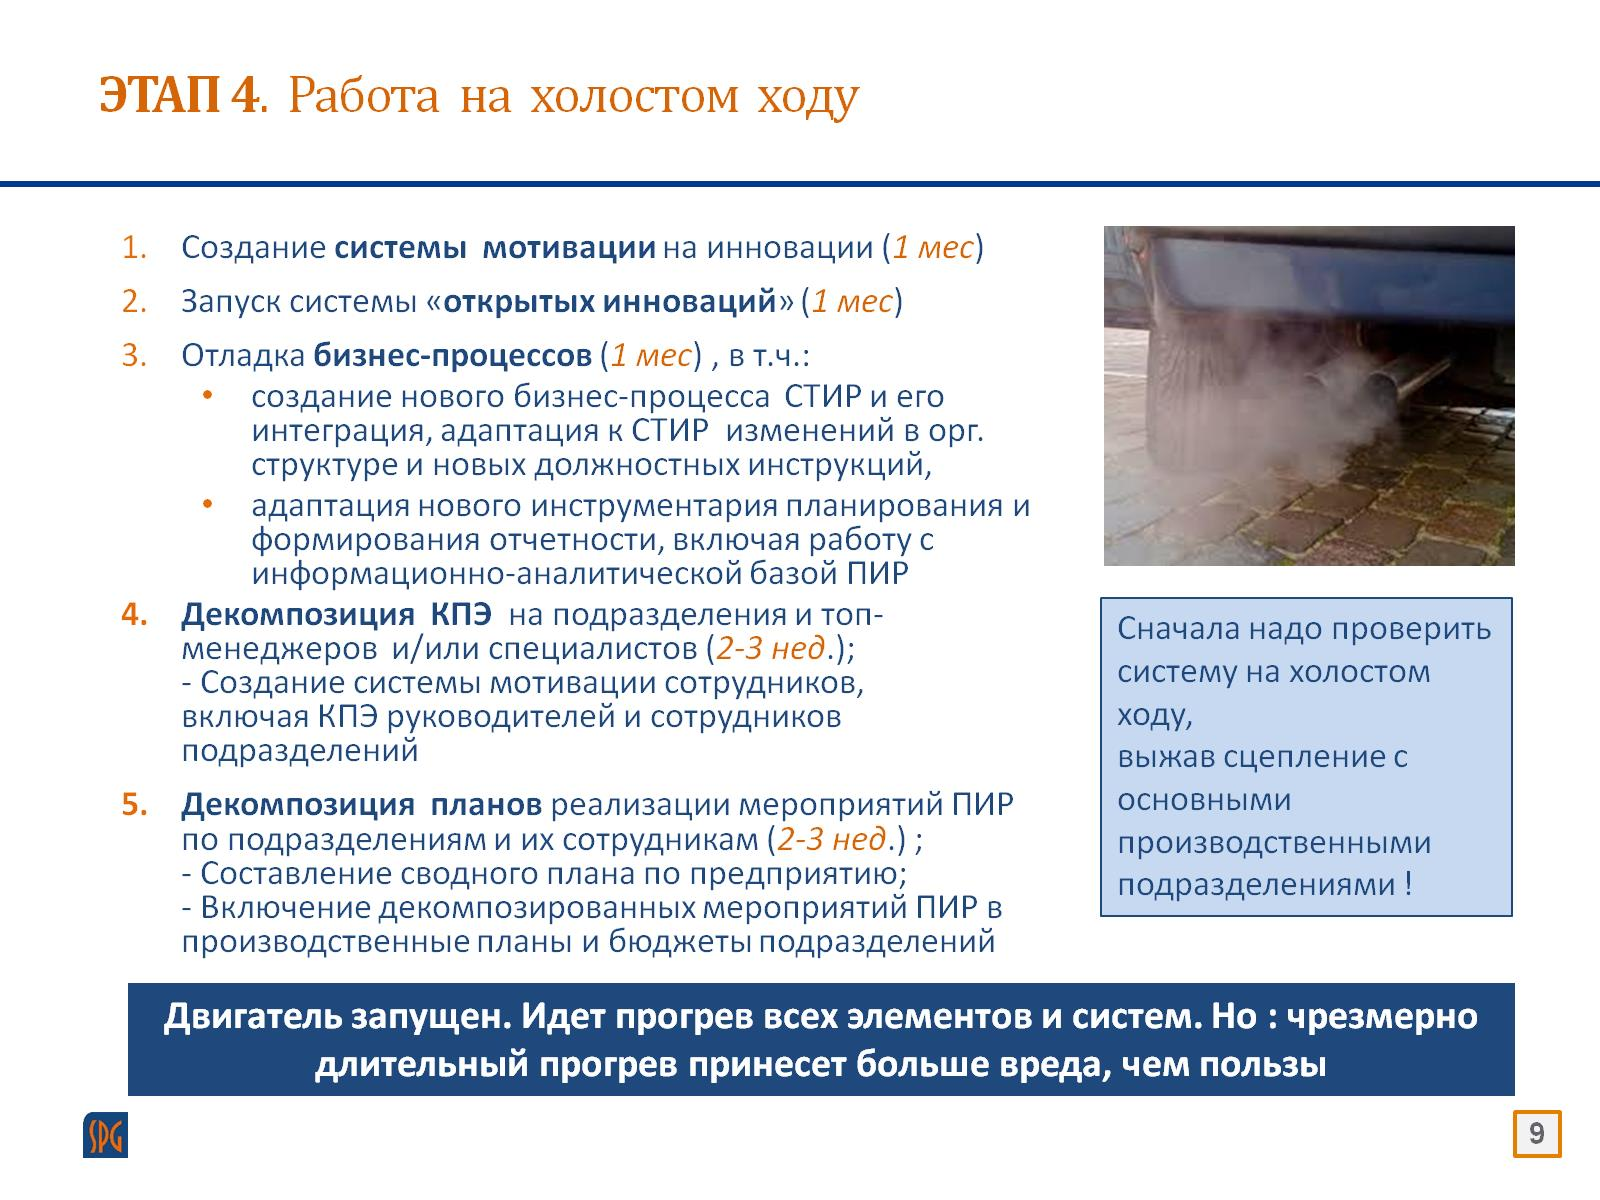 ЭТАП 4. Работа на холостом ходу
1. Создание системы мотивации на инновации (1 мес)
2. Запуск системы «открытых инноваций» (1 мес)
3. Отладка бизнес-процессов (1 мес) , в т.ч.:
• создание нового бизнес-процесса СТИР и его
интеграция, адаптация к СТИР изменений в орг.
структуре и новых должностных инструкций,
• адаптация нового инструментария планирования и
формирования отчетности, включая работу с
информационно-аналитической базой ПИР
4. Декомпозиция КПЭ на подразделения и топ-
менеджеров и/или специалистов (2-3 нед.);
- Создание системы мотивации сотрудников,
включая КПЭ руководителей и сотрудников
подразделений
5. Декомпозиция планов реализации мероприятий ПИР
по подразделениям и их сотрудникам (2-3 нед.) ;
- Составление сводного плана по предприятию;
- Включение декомпозированных мероприятий ПИР в
производственные планы и бюджеты подразделений
Сначала надо проверить
систему на холостом
ходу,
выжав сцепление с
основными
производственными
подразделениями !
Двигатель запущен. Идет прогрев всех элементов и систем. Но : чрезмерно
длительный прогрев принесет больше вреда, чем пользы
SPG
9